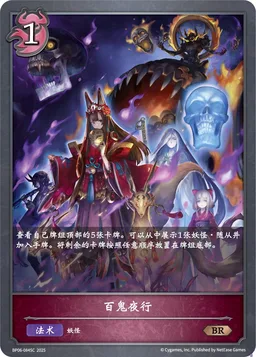 1
查看自己牌组顶部的5张卡牌。可以从中展示1张妖怪·随从并
加入手牌。将剩余的卡牌按照任意顺序放置在牌组底部。
百鬼夜行
法术 妖怪 BR
BP06-084SC 2025 © Cygames, Inc. Published by NetEase Games